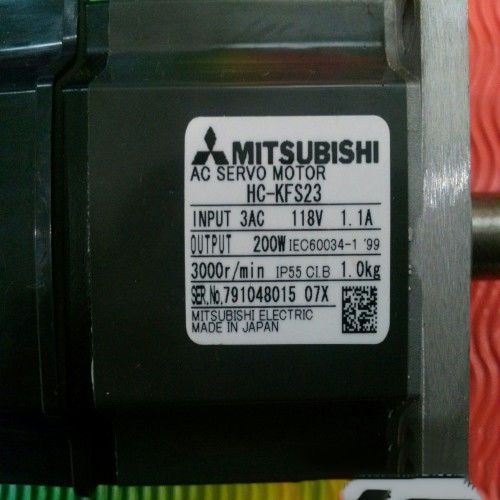 MITSUBISHI
AC SERVO MOTOR
HC-KFS23
INPUT 3AC 118V 1.1A
OUTPUT 200W IEC60034-1 '99
3000r/min IP55 CI.B 1.0kg
SER.No.791048015 07X
MITSUBISHI ELECTRIC
MADE IN JAPAN